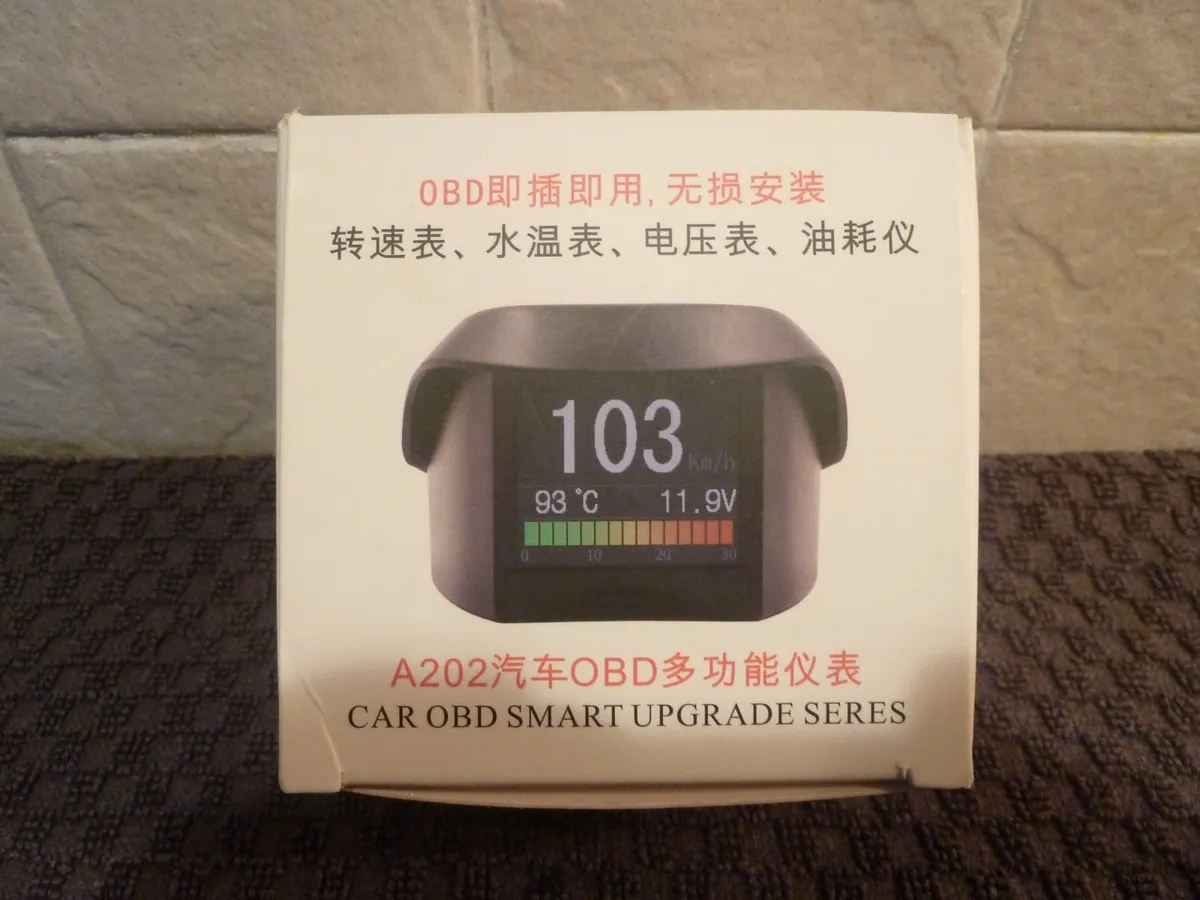 OBD即插即用,无损安装
转速表、水温表、电压表、油耗仪
103 Km/h
93℃ 11.9V
0 10 20 30
A202汽车OBD多功能仪表
CAR OBD SMART UPGRADE SERES